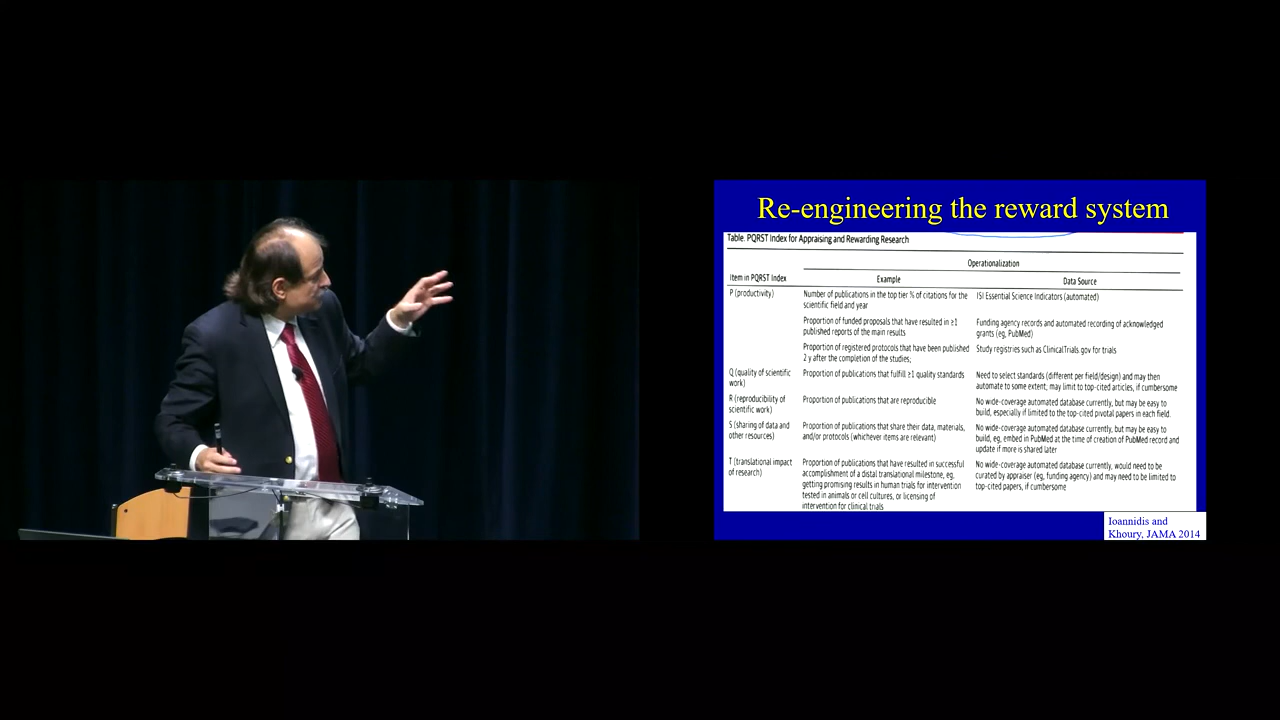 Re-engineering the reward system
Table. PQRST Index for Appraising and Rewarding Research
Operationalization
Item in PQRST Index
Example
Data Source
P (productivity)
Number of publications in the top tier % of citations for the
scientific field and year
ISI Essential Science Indicators (automated)
Proportion of funded proposals that have resulted in ≥1
published reports of the main results
Funding agency records and automated recording of acknowledged
grants (eg, PubMed)
Proportion of registered protocols that have been published
2 y after the completion of the studies;
Study registries such as ClinicalTrials.gov for trials
Q (quality of scientific
work)
Proportion of publications that fulfill ≥1 quality standards
Need to select standards (different per field/design) and may then
automate to some extent; may limit to top-cited articles, if cumbersome
R (reproducibility of
scientific work)
Proportion of publications that are reproducible
No wide-coverage automated database currently, but may be easy to
build, especially if limited to the top-cited pivotal papers in each field.
S (sharing of data and
other resources)
Proportion of publications that share their data, materials,
and/or protocols (whichever items are relevant)
No wide-coverage automated database currently, but may be easy to
build, eg, embed in PubMed at the time of creation of PubMed record and
update if more is shared later
T (translational impact
of research)
Proportion of publications that have resulted in successful
accomplishment of a distal translational milestone, eg,
getting promising results in human trials for intervention
tested in animals or cell cultures, or licensing of
intervention for clinical trials
No wide-coverage automated database currently, would need to be
curated by appraiser (eg, funding agency) and may need to be limited to
top-cited papers, if cumbersome
Ioannidis and
Khoury, JAMA 2014